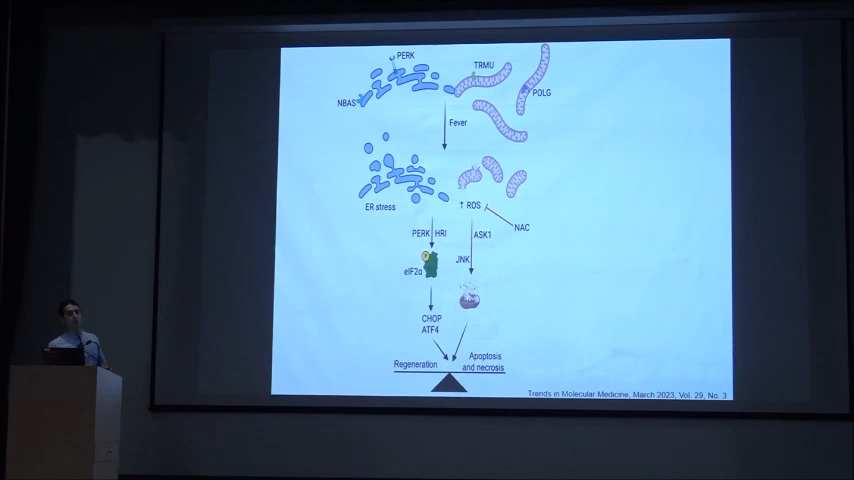 PERK
TRMU
NBAS
POLG
Fever
ER stress
↑ ROS
NAC
PERK HRI
ASK1
eIF2α
JNK
CHOP
ATF4
Regeneration
Apoptosis
and necrosis
Trends in Molecular Medicine, March 2023, Vol. 29, No. 3